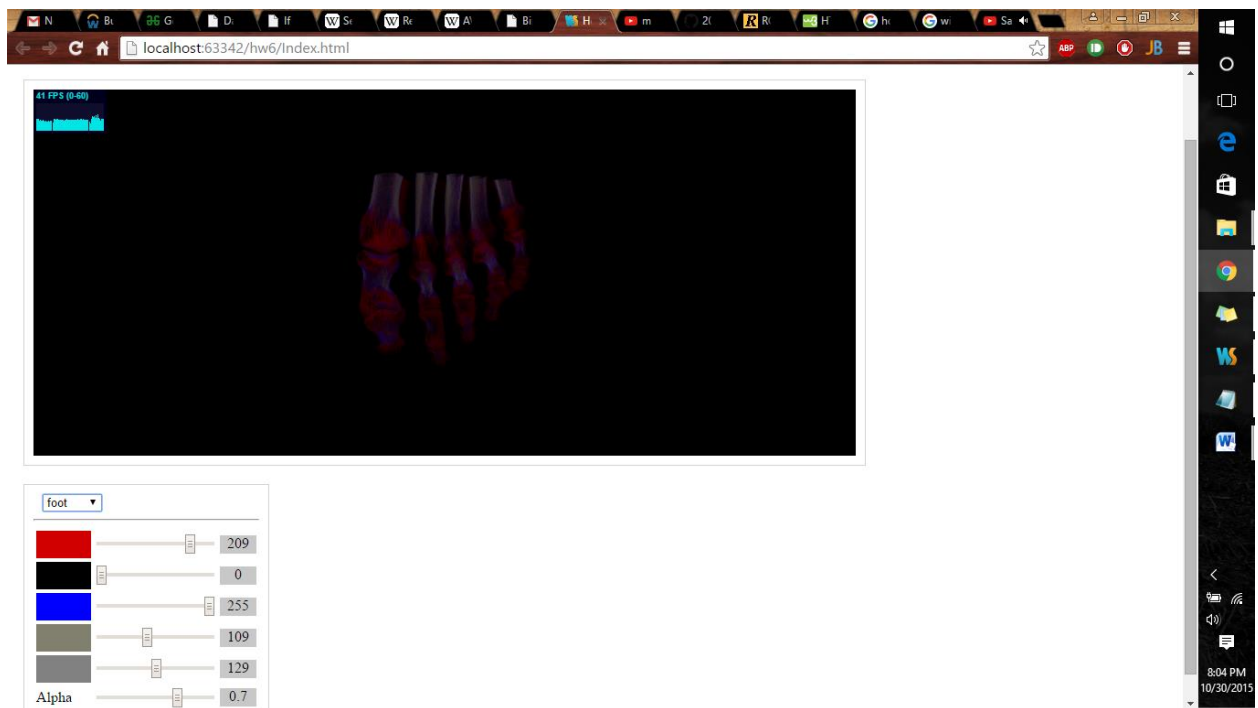 N
Bu
G
D
If
W Se
W Re
W A\
Bi
H
m
2(
R R(
H
G h
G wi
Sa
localhost:63342/hw6/Index.html
ABP
JB
41 FPS (0-60)
foot
209
0
255
109
129
Alpha
0.7
WS
W
8:04 PM
10/30/2015